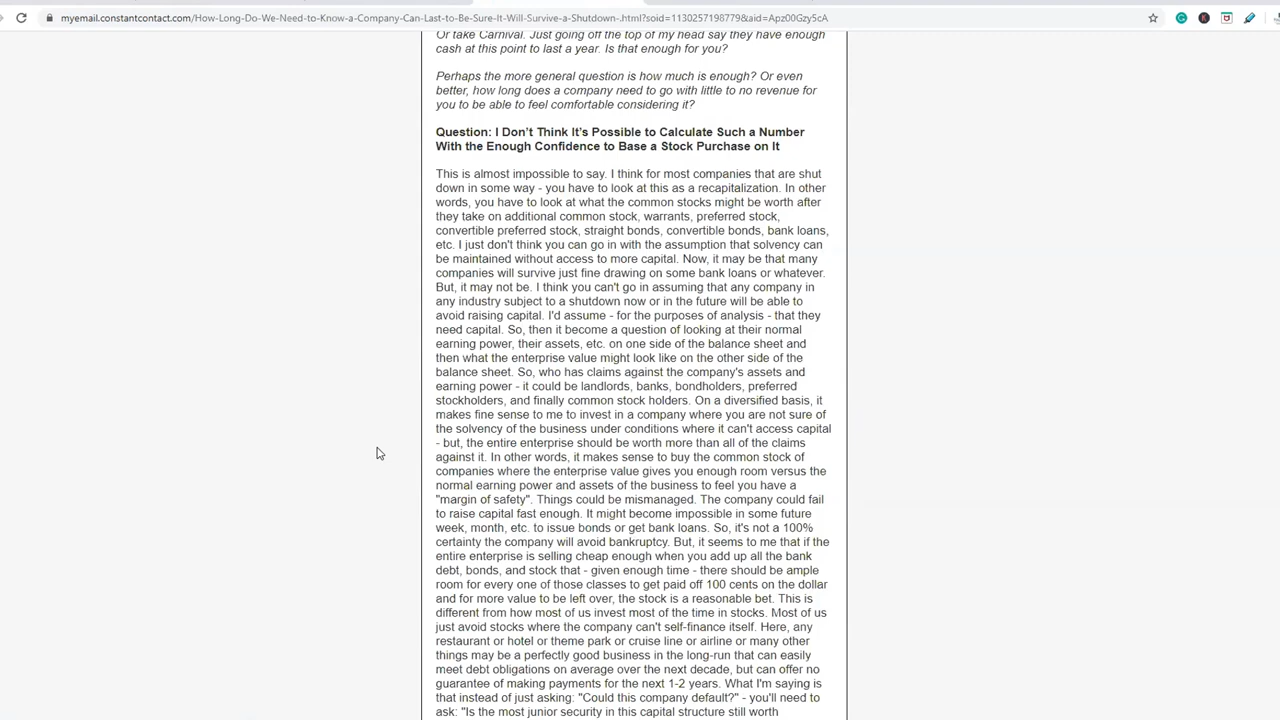 myemail.constantcontact.com/How-Long-Do-We-Need-to-Know-a-Company-Can-Last-to-Be-Sure-It-Will-Survive-a-Shutdown-.html?soid=1130257198779&aid=Apz00Gzy5cA
Or take Carnival. Just going off the top of my head say they have enough
cash at this point to last a year. Is that enough for you?
Perhaps the more general question is how much is enough? Or even
better, how long does a company need to go with little to no revenue for
you to be able to feel comfortable considering it?
Question: I Don't Think It's Possible to Calculate Such a Number
With the Enough Confidence to Base a Stock Purchase on It
This is almost impossible to say. I think for most companies that are shut
down in some way - you have to look at this as a recapitalization. In other
words, you have to look at what the common stocks might be worth after
they take on additional common stock, warrants, preferred stock,
convertible preferred stock, straight bonds, convertible bonds, bank loans,
etc. I just don't think you can go in with the assumption that solvency can
be maintained without access to more capital. Now, it may be that many
companies will survive just fine drawing on some bank loans or whatever.
But, it may not be. I think you can't go in assuming that any company in
any industry subject to a shutdown now or in the future will be able to
avoid raising capital. I'd assume - for the purposes of analysis - that they
need capital. So, then it become a question of looking at their normal
earning power, their assets, etc. on one side of the balance sheet and
then what the enterprise value might look like on the other side of the
balance sheet. So, who has claims against the company's assets and
earning power - it could be landlords, banks, bondholders, preferred
stockholders, and finally common stock holders. On a diversified basis, it
makes fine sense to me to invest in a company where you are not sure of
the solvency of the business under conditions where it can't access capital
- but, the entire enterprise should be worth more than all of the claims
against it. In other words, it makes sense to buy the common stock of
companies where the enterprise value gives you enough room versus the
normal earning power and assets of the business to feel you have a
"margin of safety". Things could be mismanaged. The company could fail
to raise capital fast enough. It might become impossible in some future
week, month, etc. to issue bonds or get bank loans. So, it's not a 100%
certainty the company will avoid bankruptcy. But, it seems to me that if the
entire enterprise is selling cheap enough when you add up all the bank
debt, bonds, and stock that - given enough time - there should be ample
room for every one of those classes to get paid off 100 cents on the dollar
and for more value to be left over, the stock is a reasonable bet. This is
different from how most of us invest most of the time in stocks. Most of us
just avoid stocks where the company can't self-finance itself. Here, any
restaurant or hotel or theme park or cruise line or airline or many other
things may be a perfectly good business in the long-run that can easily
meet debt obligations on average over the next decade, but can offer no
guarantee of making payments for the next 1-2 years. What I'm saying is
that instead of just asking: "Could this company default?" - you'll need to
ask: "Is the most junior security in this capital structure still worth